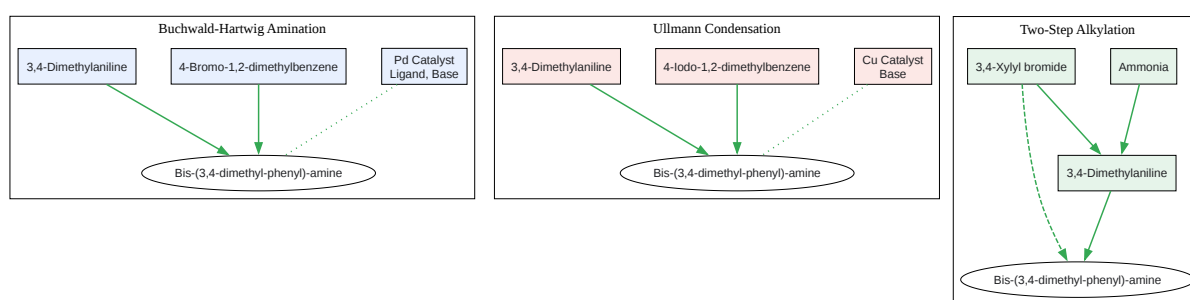 Buchwald-Hartwig Amination
3,4-Dimethylaniline
4-Bromo-1,2-dimethylbenzene
Pd Catalyst
Ligand, Base
Bis-(3,4-dimethyl-phenyl)-amine
Ullmann Condensation
3,4-Dimethylaniline
4-Iodo-1,2-dimethylbenzene
Cu Catalyst
Base
Bis-(3,4-dimethyl-phenyl)-amine
Two-Step Alkylation
3,4-Xylyl bromide
Ammonia
3,4-Dimethylaniline
Bis-(3,4-dimethyl-phenyl)-amine